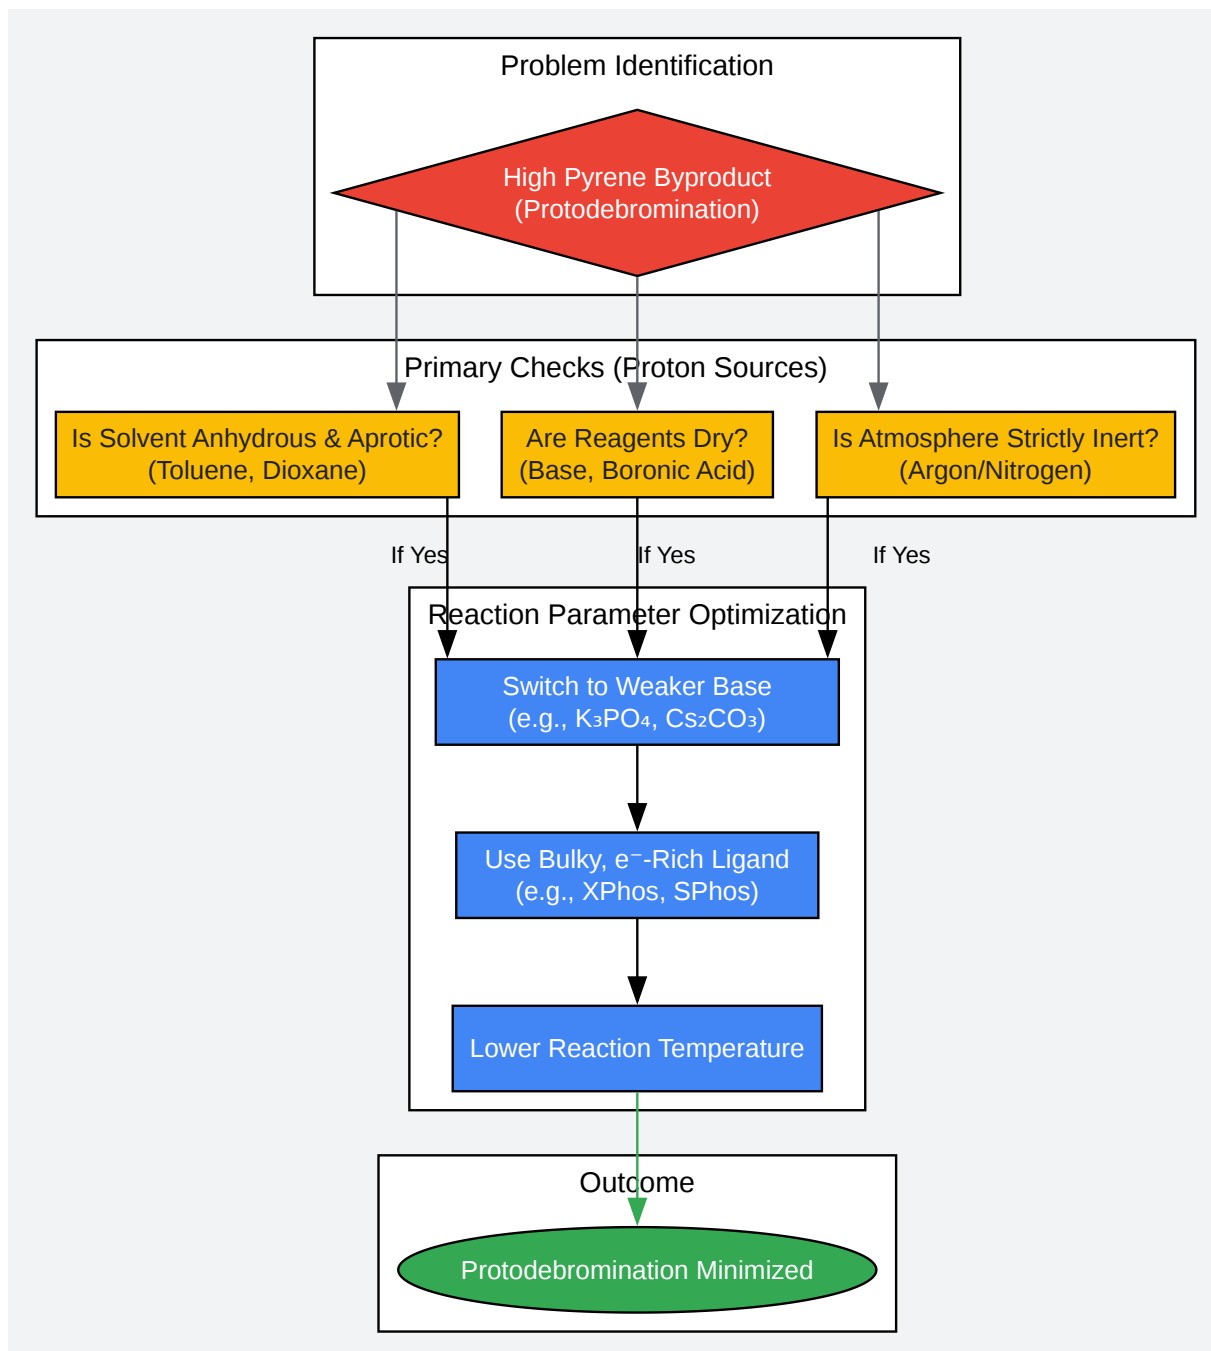 Problem Identification
High Pyrene Byproduct
(Protodebromination)
Primary Checks (Proton Sources)
Is Solvent Anhydrous & Aprotic?
(Toluene, Dioxane)
Are Reagents Dry?
(Base, Boronic Acid)
Is Atmosphere Strictly Inert?
(Argon/Nitrogen)
If Yes
If Yes
If Yes
Reaction Parameter Optimization
Switch to Weaker Base
(e.g., K₃PO₄, Cs₂CO₃)
Use Bulky, e⁻-Rich Ligand
(e.g., XPhos, SPhos)
Lower Reaction Temperature
Outcome
Protodebromination Minimized